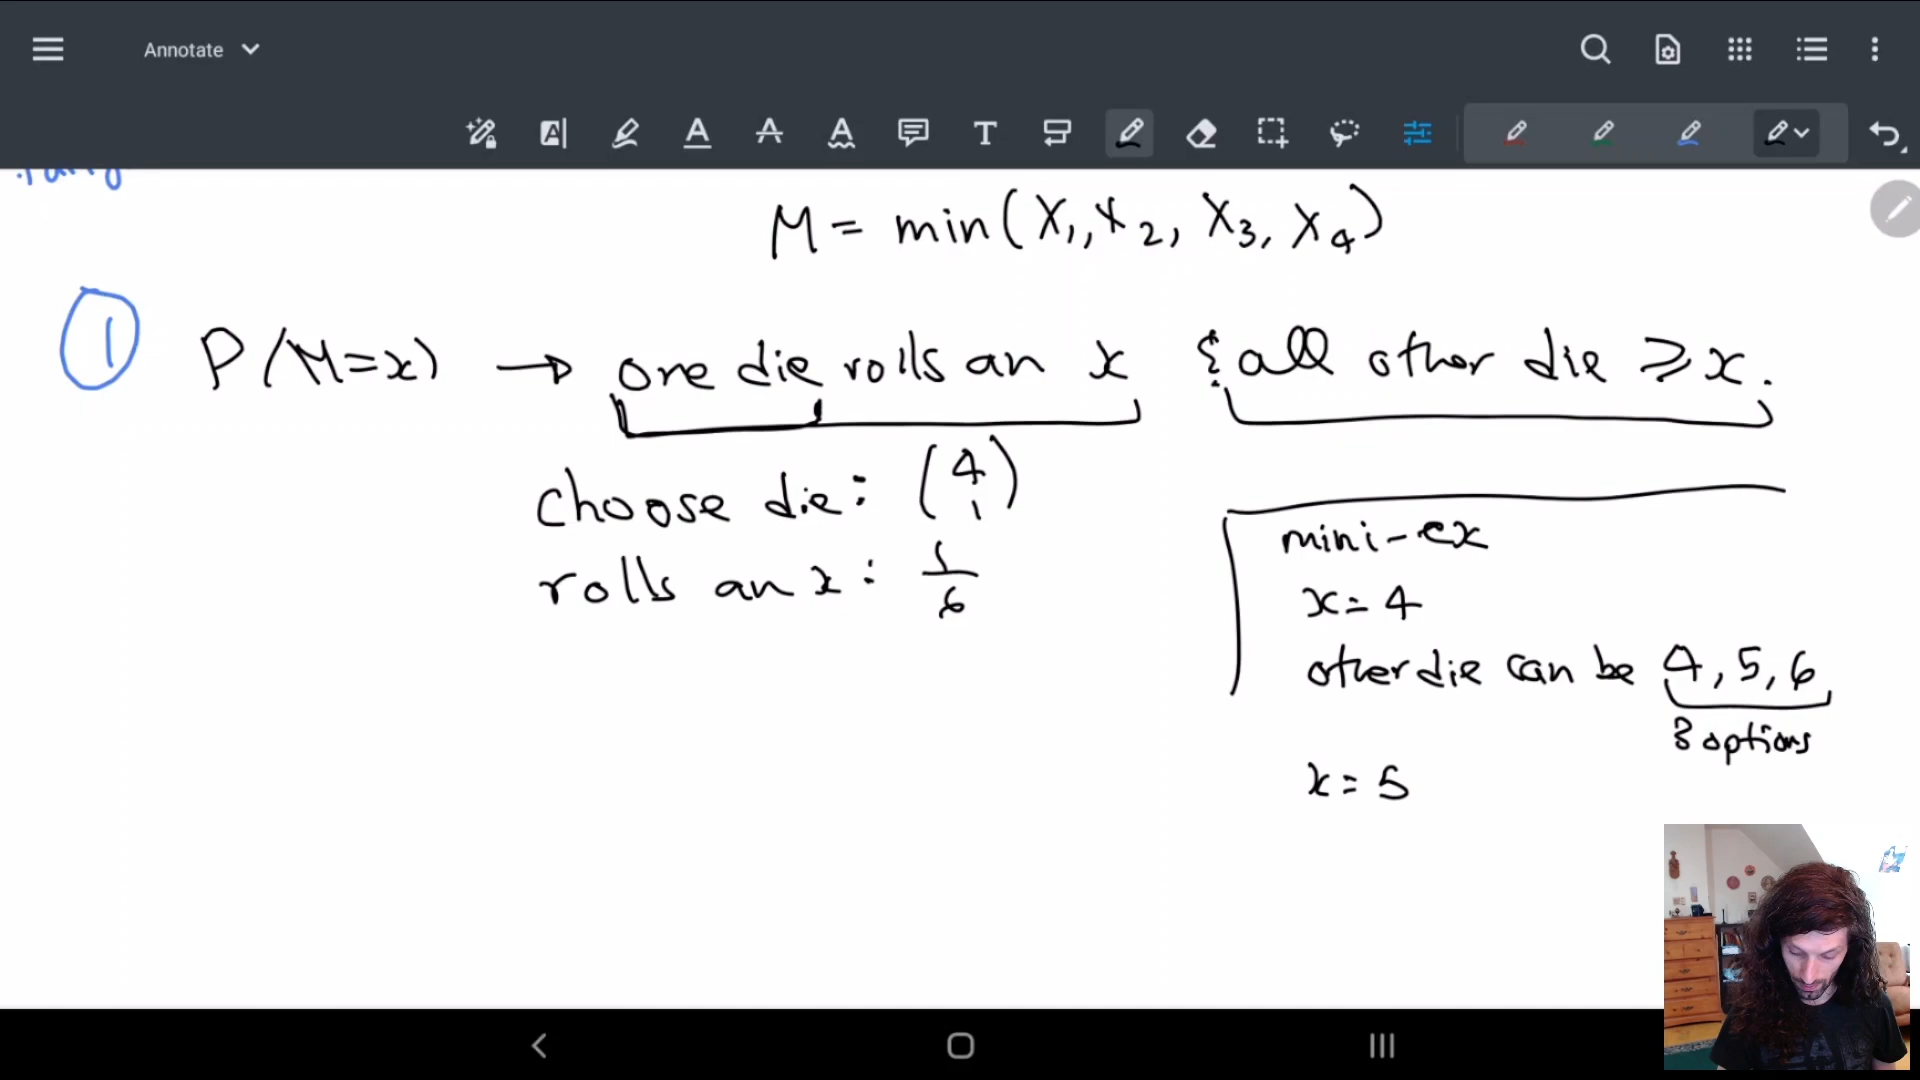 Annotate
M = min(X₁, X₂, X₃, X₄)
① P(M=x) → one die rolls an x & all other die ⩾ x.
choose die: (4 1)
rolls an x: 1/6
mini-ex
x = 4
other die can be 4, 5, 6
3 options
x = 5